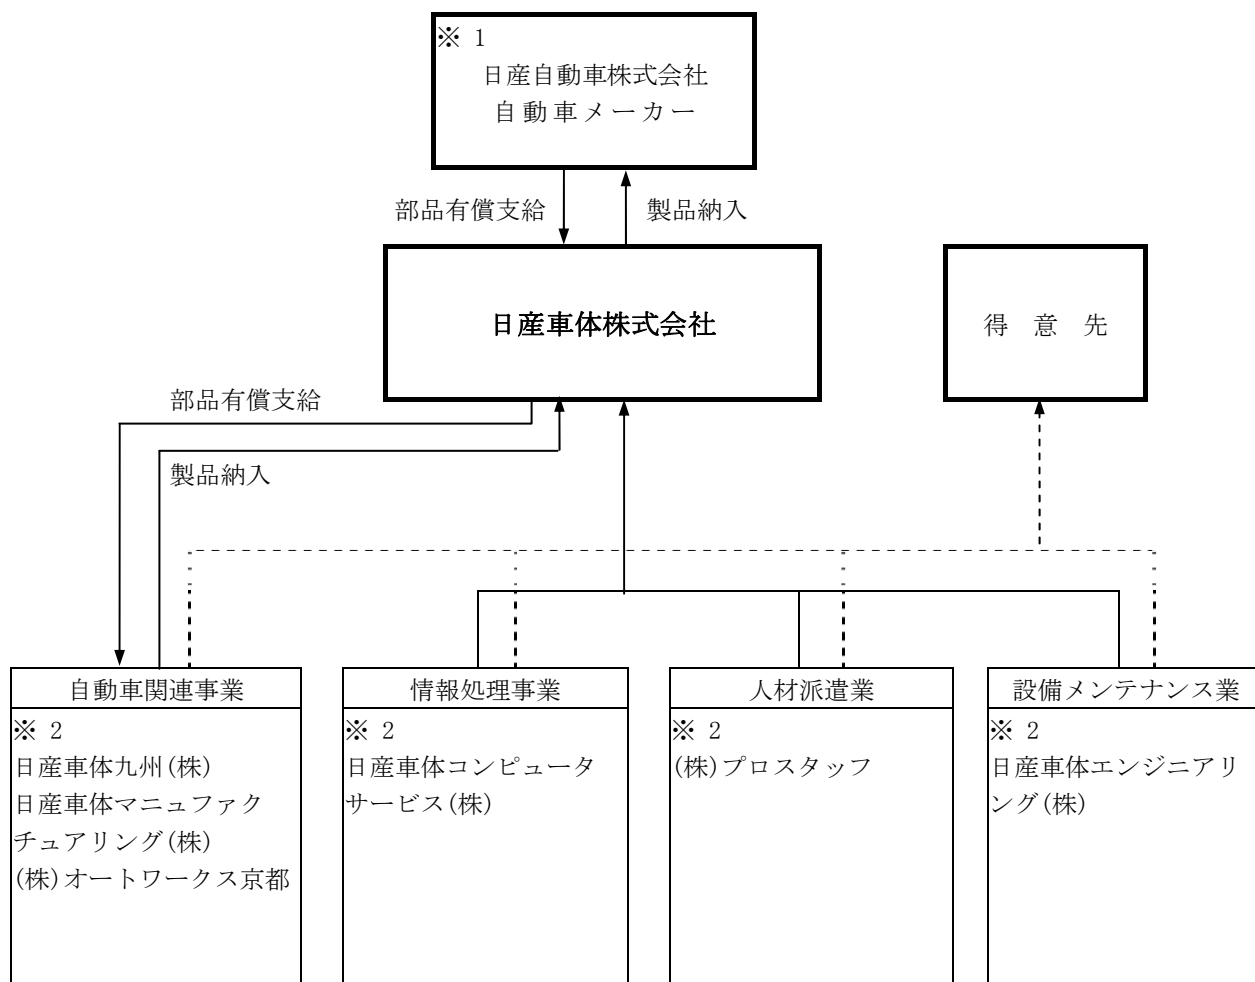 ※ 1
日産自動車株式会社
自動車メーカー
部品有償支給
製品納入
日産車体株式会社
得 意 先
部品有償支給
製品納入
自動車関連事業
※ 2
日産車体九州(株)
日産車体マニュファク
チュアリング(株)
(株)オートワークス京都
情報処理事業
※ 2
日産車体コンピュータ
サービス(株)
人材派遣業
※ 2
(株)プロスタッフ
設備メンテナンス業
※ 2
日産車体エンジニアリ
ング(株)